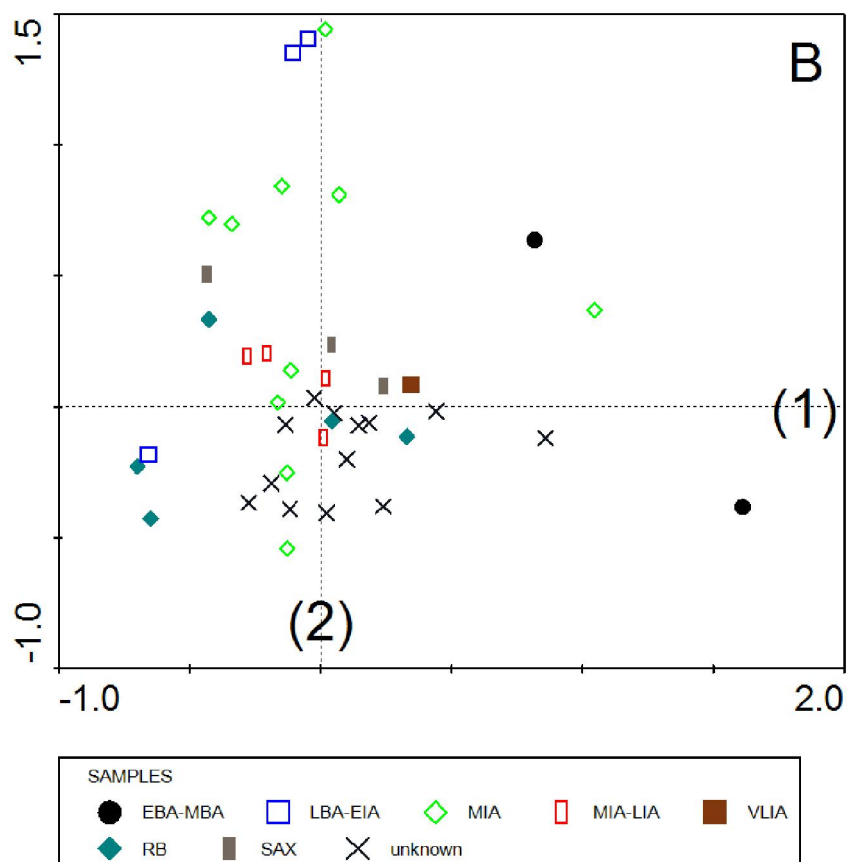 1.5
B
(1)
(2)
-1.0
-1.0
2.0
SAMPLES
EBA-MBA LBA-EIA MIA MIA-LIA VLIA
RB SAX unknown